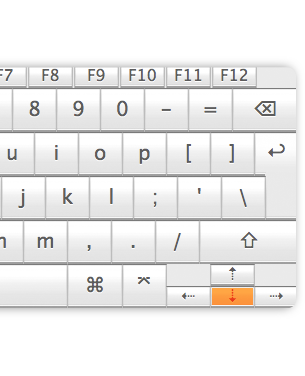 F7 F8 F9 F10 F11 F12
8 9 0 - = ⌫
u i o p [ ] ↩
j k l ; ' \
m , . / ⇧
⌘ ⌤ ⇡
⇠ ⇣ ⇢